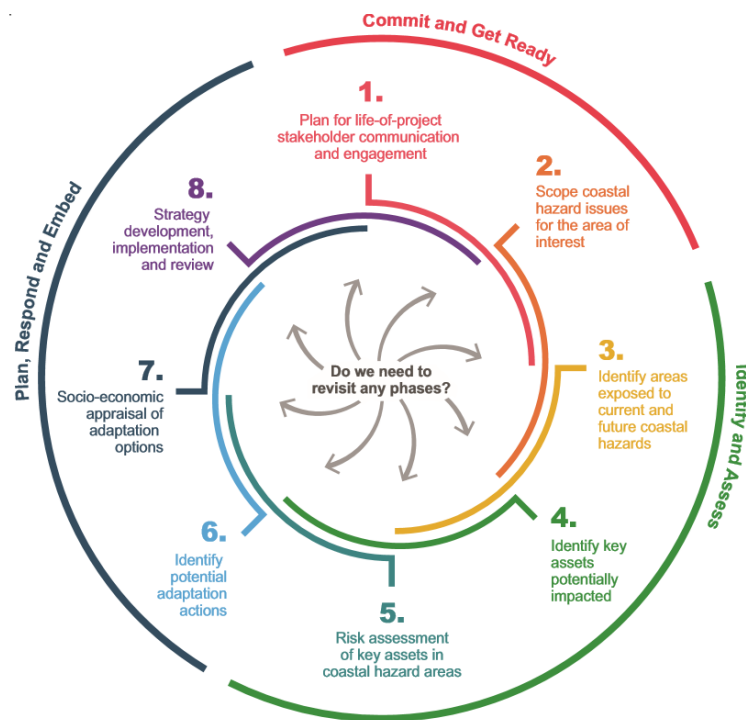 Commit and Get Ready
1.
Plan for life-of-project
stakeholder communication
and engagement
2.
Scope coastal
hazard issues
for the area of
interest
Identify and Assess
3.
Identify areas
exposed to
current and
future coastal
hazards
4.
Identify key
assets
potentially
impacted
5.
Risk assessment
of key assets in
coastal hazard areas
Plan, Respond and Embed
6.
Identify
potential
adaptation
actions
7.
Socio-economic
appraisal of
adaptation
options
8.
Strategy
development,
implementation
and review
Do we need to
revisit any phases?